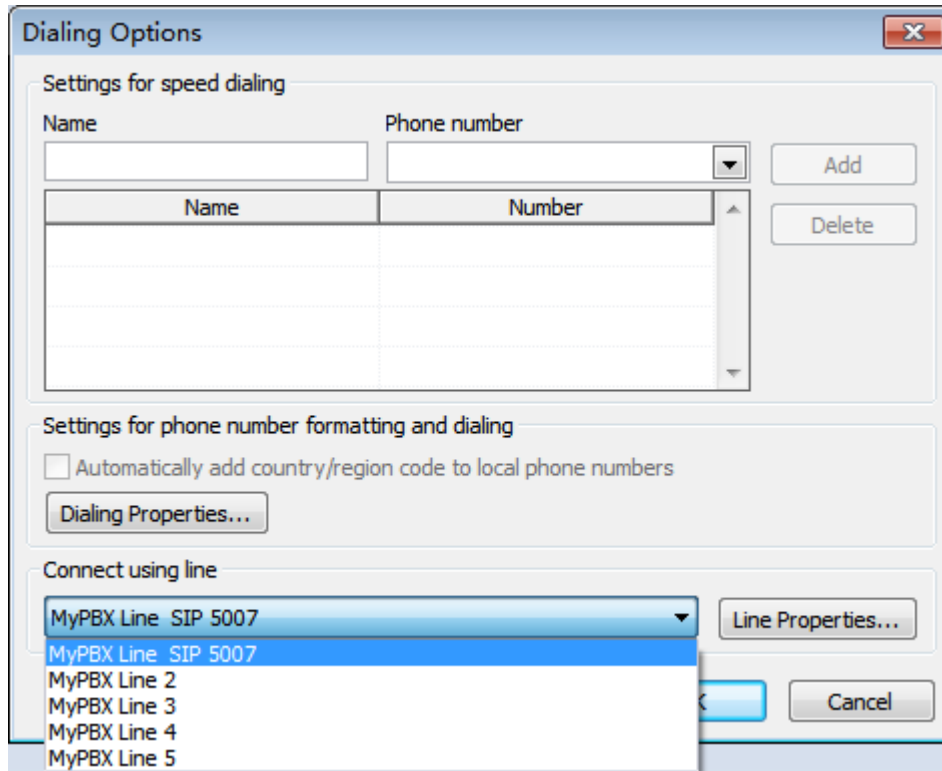 Dialing Options
Settings for speed dialing
Name Phone number
Add
Name Number
Delete
Settings for phone number formatting and dialing
Automatically add country/region code to local phone numbers
Dialing Properties...
Connect using line
MyPBX Line  SIP 5007
Line Properties...
MyPBX Line  SIP 5007
MyPBX Line 2
MyPBX Line 3
MyPBX Line 4
MyPBX Line 5
Cancel